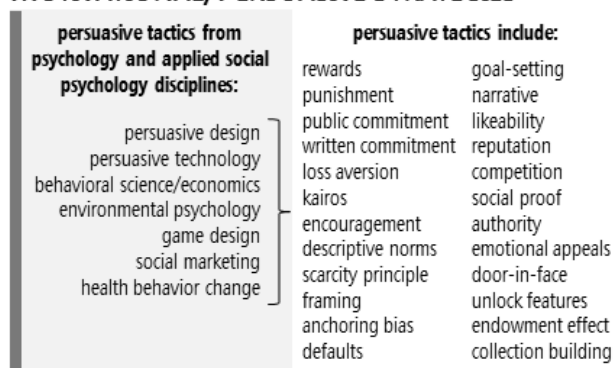 persuasive tactics from
psychology and applied social
psychology disciplines:
persuasive design
persuasive technology
behavioral science/economics
environmental psychology
game design
social marketing
health behavior change
persuasive tactics include:
rewards
punishment
public commitment
written commitment
loss aversion
kairos
encouragement
descriptive norms
scarcity principle
framing
anchoring bias
defaults
goal-setting
narrative
likeability
reputation
competition
social proof
authority
emotional appeals
door-in-face
unlock features
endowment effect
collection building